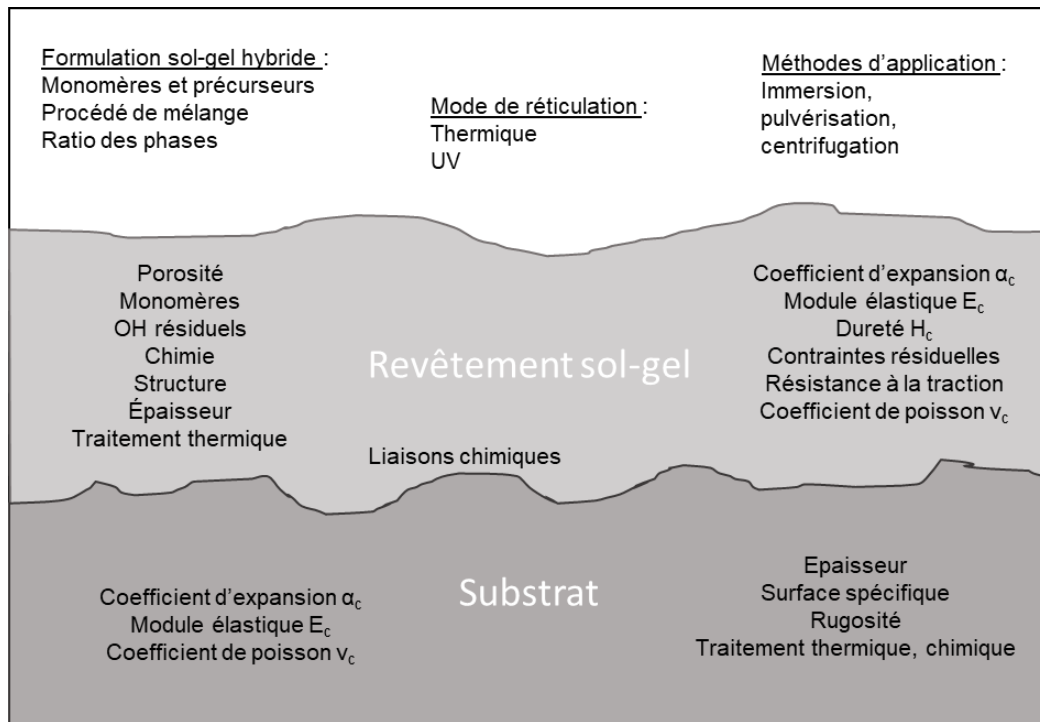 Formulation sol-gel hybride :
Monomères et précurseurs
Procédé de mélange
Ratio des phases
Mode de réticulation :
Thermique
UV
Méthodes d’application :
Immersion,
pulvérisation,
centrifugation
Porosité
Monomères
OH résiduels
Chimie
Structure
Épaisseur
Traitement thermique
Revêtement sol-gel
Liaisons chimiques
Coefficient d’expansion αc
Module élastique Ec
Dureté Hc
Contraintes résiduelles
Résistance à la traction
Coefficient de poisson νc
Coefficient d’expansion αc
Module élastique Ec
Coefficient de poisson νc
Substrat
Epaisseur
Surface spécifique
Rugosité
Traitement thermique, chimique